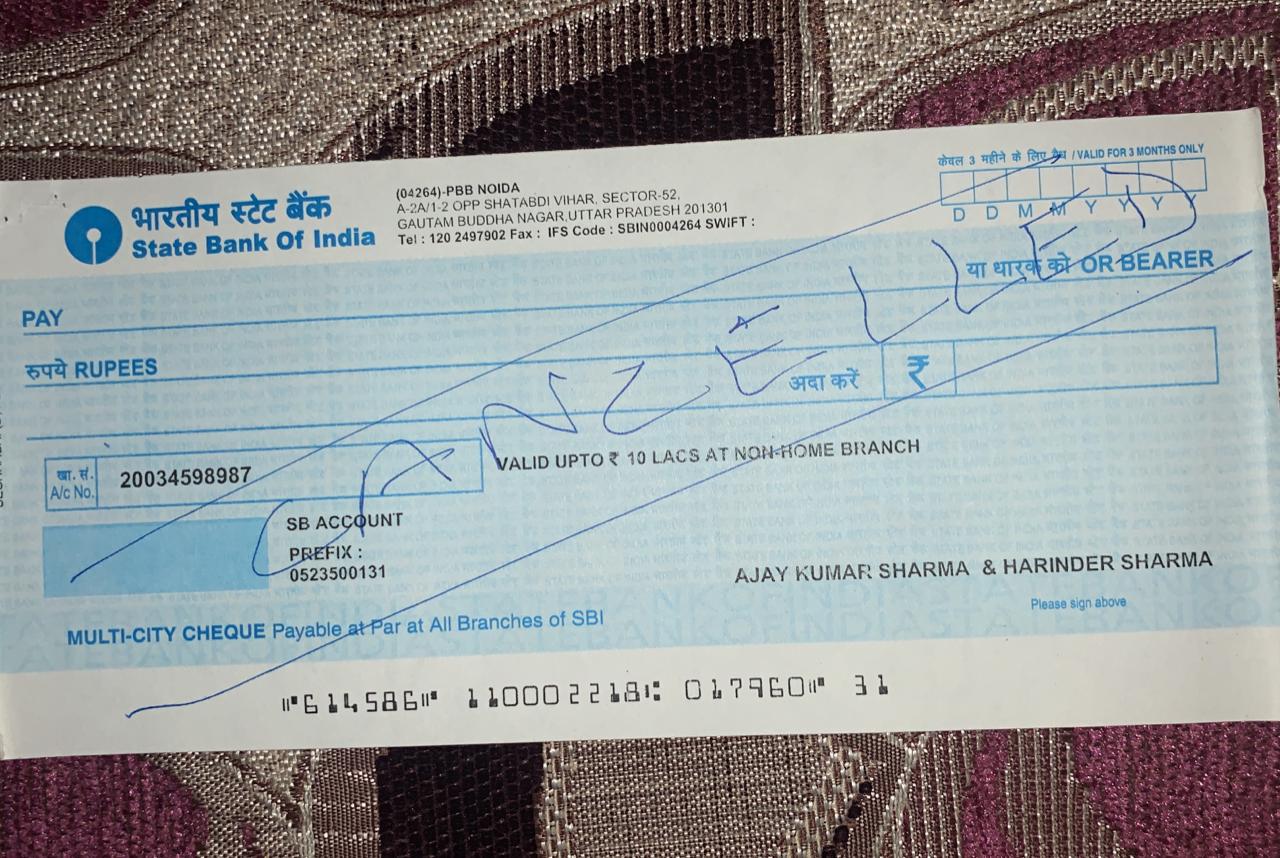 केवल 3 महीने के लिए वैध / VALID FOR 3 MONTHS ONLY
D D M M Y Y Y Y
भारतीय स्टेट बैंक
State Bank Of India
(04264)-PBB NOIDA
A-2A/1-2 OPP SHATABDI VIHAR, SECTOR-52,
GAUTAM BUDDHA NAGAR,UTTAR PRADESH 201301
Tel : 120 2497902 Fax : IFS Code : SBIN0004264 SWIFT :
PAY
या धारक को OR BEARER
रुपये RUPEES
अदा करें ₹
CANCELLED
खा. सं.
A/c No.
20034598987
VALID UPTO ₹ 10 LACS AT NON-HOME BRANCH
SB ACCOUNT
PREFIX :
0523500131
AJAY KUMAR SHARMA & HARINDER SHARMA
Please sign above
MULTI-CITY CHEQUE Payable at Par at All Branches of SBI
⑈614586⑈ 110002218⑆ 017960⑈ 31